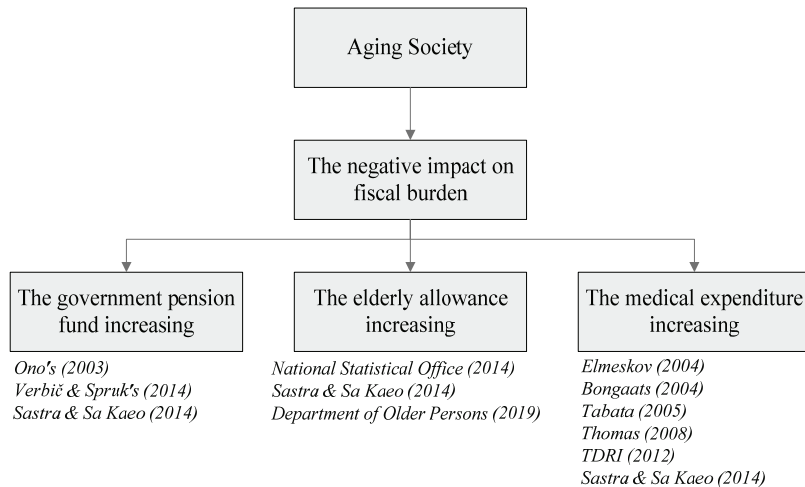 Aging Society
The negative impact on
fiscal burden
The government pension
fund increasing
Ono's (2003)
Verbič & Spruk's (2014)
Sastra & Sa Kaeo (2014)
The elderly allowance
increasing
National Statistical Office (2014)
Sastra & Sa Kaeo (2014)
Department of Older Persons (2019)
The medical expenditure
increasing
Elmeskov (2004)
Bongaats (2004)
Tabata (2005)
Thomas (2008)
TDRI (2012)
Sastra & Sa Kaeo (2014)